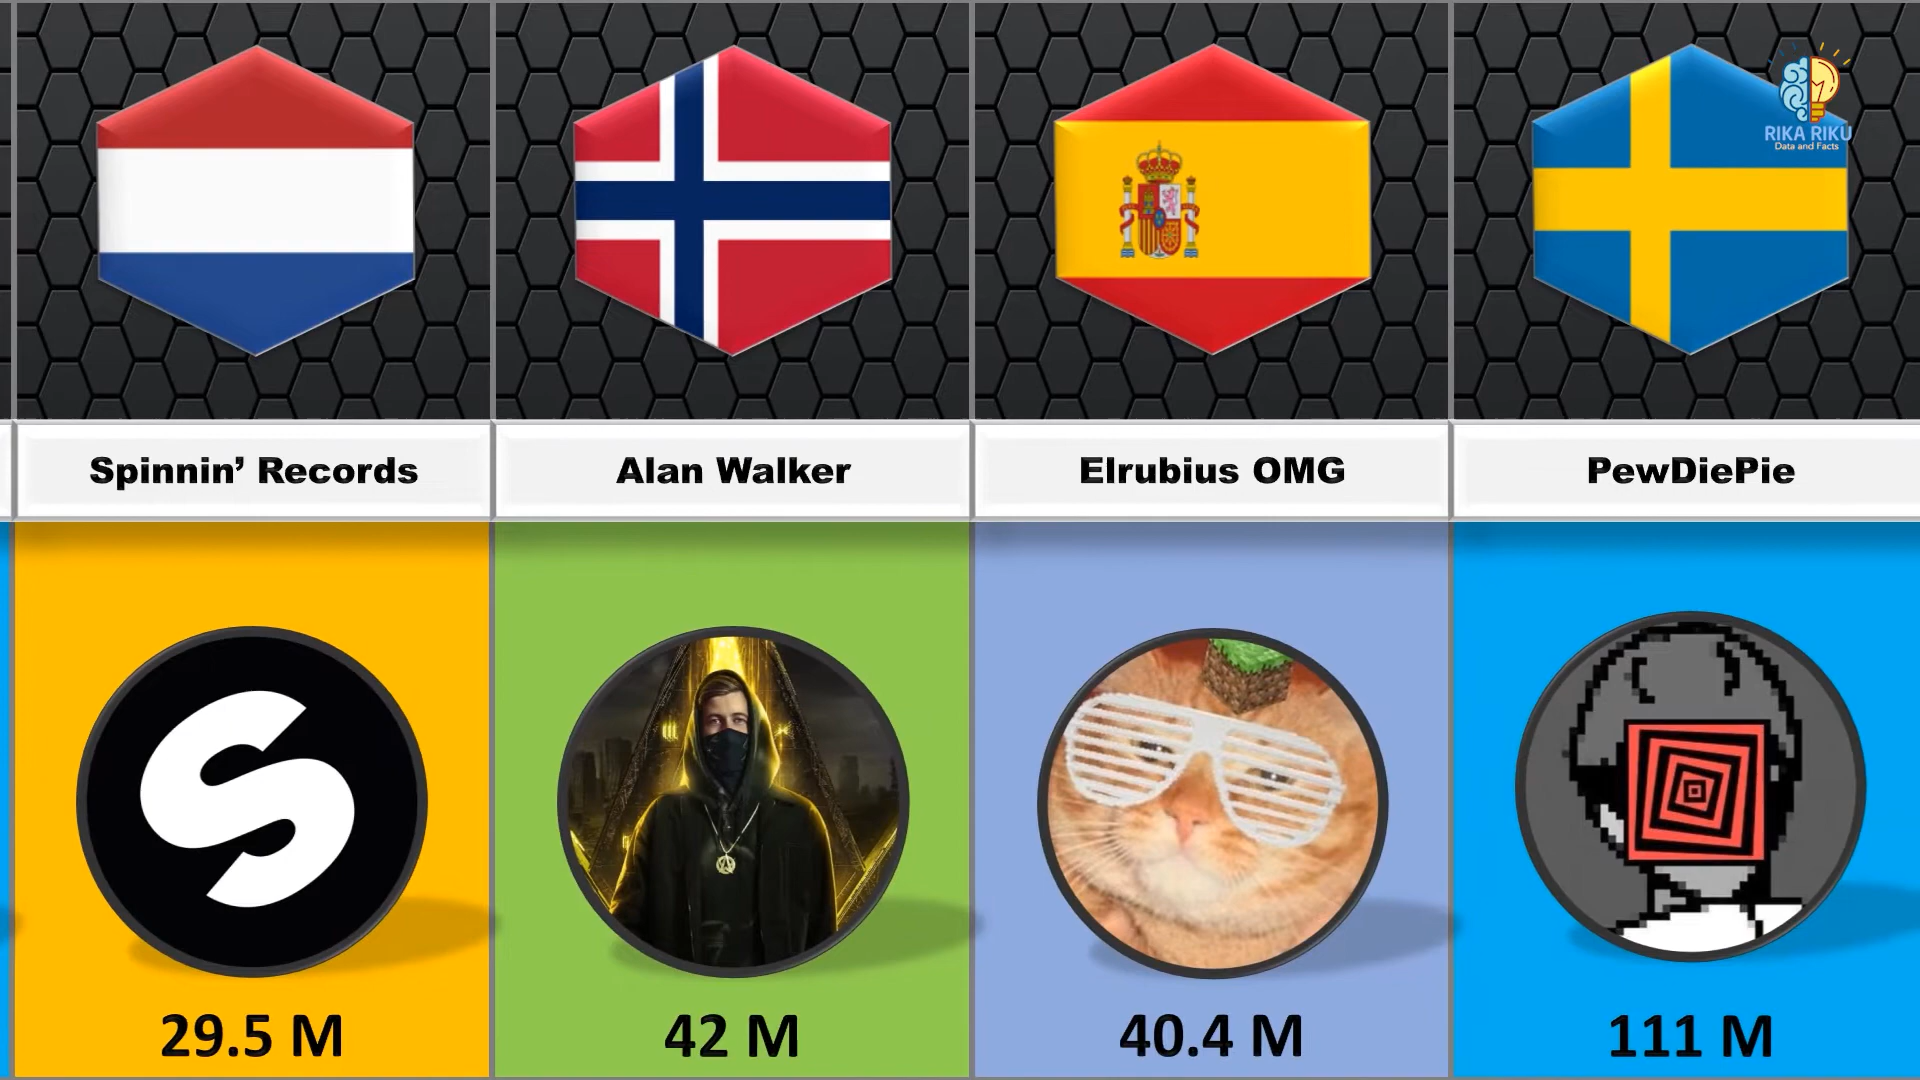 RIKA RIKU
Data and Facts
Spinnin’ Records
Alan Walker
Elrubius OMG
PewDiePie
29.5 M
42 M
40.4 M
111 M